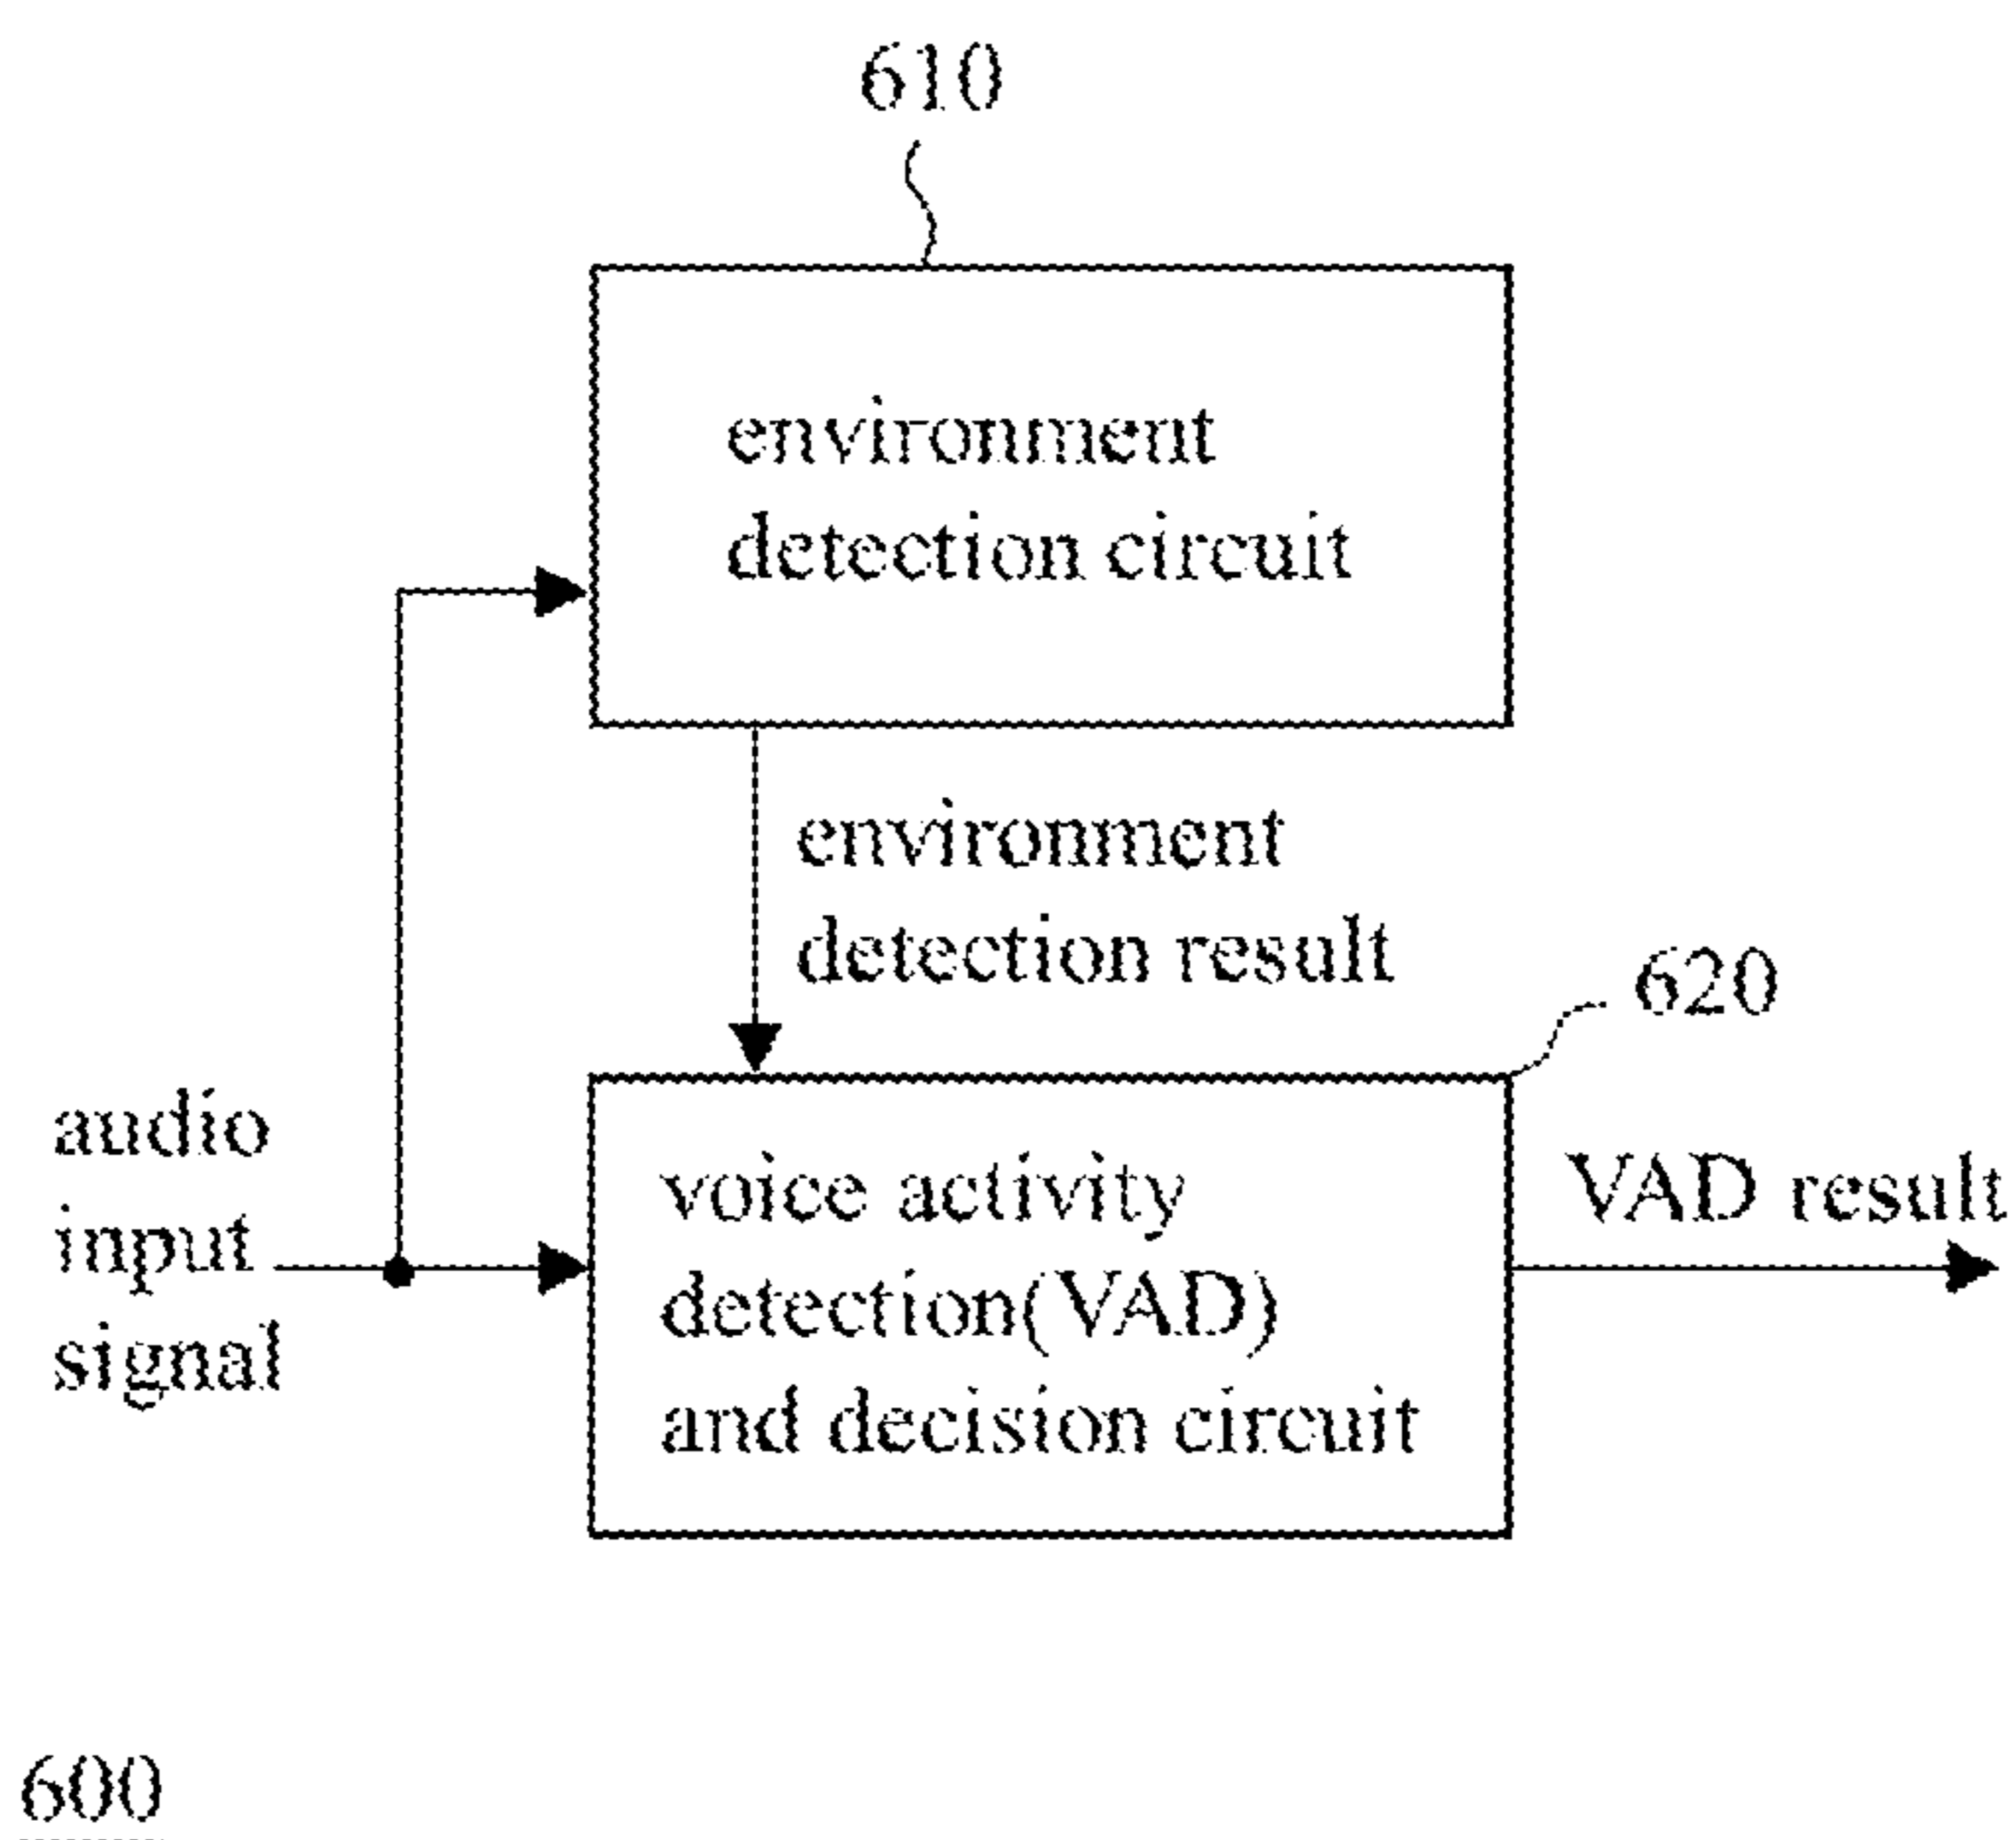 610
environment
detection circuit
environment
detection result
620
audio
input
signal
voice activity
detection(VAD)
and decision circuit
VAD result
600